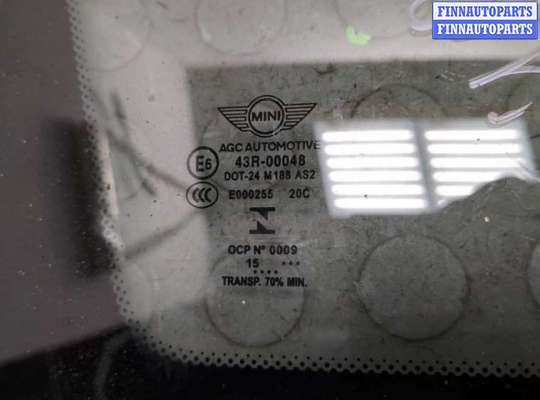 FINNAUTOPARTS
FINNAUTOPARTS
MINI
AGC AUTOMOTIVE
E6 43R-00048
DOT-24 M188 AS2
CCC E000255 20C
N
OCP Nº 0009
15 •••
••••
TRANSP. 70% MIN.